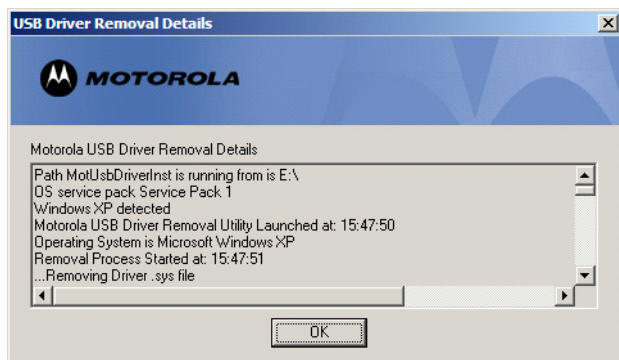 USB Driver Removal Details
MOTOROLA
Motorola USB Driver Removal Details
Path MotUsbDriverInst is running from is E:\
OS service pack Service Pack 1
Windows XP detected
Motorola USB Driver Removal Utility Launched at: 15:47:50
Operating System is Microsoft Windows XP
Removal Process Started at: 15:47:51
...Removing Driver .sys file
OK